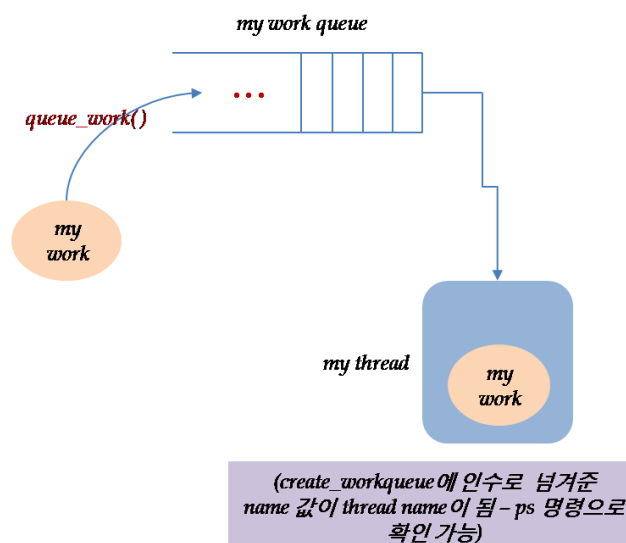 my work queue
...
queue_work()
my
work
my thread
my
work
(create_workqueue에 인수로 넘겨준
name 값이 thread name이 됨 – ps 명령으로
확인 가능)